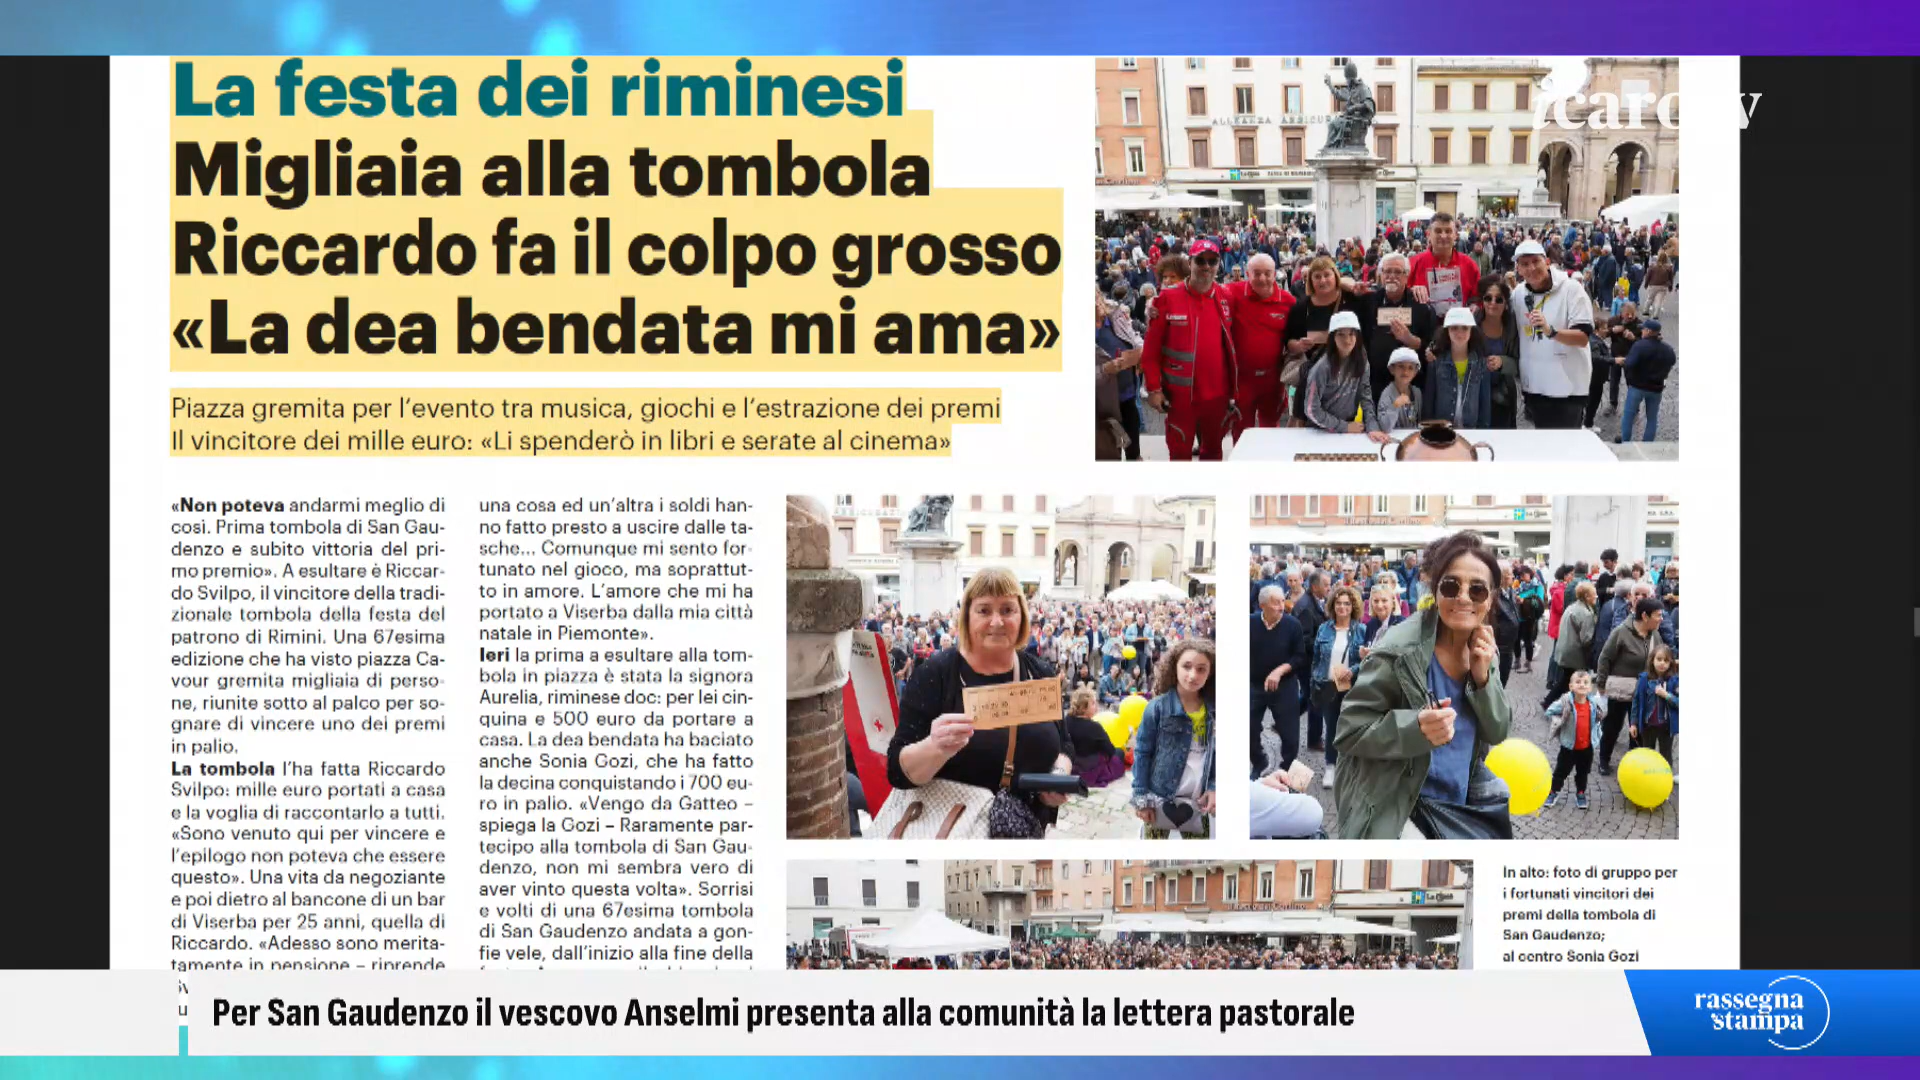 La festa dei riminesi
Migliaia alla tombola
Riccardo fa il colpo grosso
«La dea bendata mi ama»
Piazza gremita per l'evento tra musica, giochi e l'estrazione dei premi
Il vincitore dei mille euro: «Li spenderò in libri e serate al cinema»
«Non poteva andarmi meglio di
così. Prima tombola di San Gau-
denzo e subito vittoria del pri-
mo premio». A esultare è Riccar-
do Svilpo, il vincitore della tradi-
zionale tombola della festa del
patrono di Rimini. Una 67esima
edizione che ha visto piazza Ca-
vour gremita migliaia di perso-
ne, riunite sotto al palco per so-
gnare di vincere uno dei premi
in palio.
La tombola l'ha fatta Riccardo
Svilpo: mille euro portati a casa
e la voglia di raccontarlo a tutti.
«Sono venuto qui per vincere e
l'epilogo non poteva che essere
questo». Una vita da negoziante
e poi dietro al bancone di un bar
di Viserba per 25 anni, quella di
Riccardo. «Adesso sono merita-
tamente in pensione – riprende
una cosa ed un'altra i soldi han-
no fatto presto a uscire dalle ta-
sche... Comunque mi sento for-
tunato nel gioco, ma soprattut-
to in amore. L'amore che mi ha
portato a Viserba dalla mia città
natale in Piemonte».
Ieri la prima a esultare alla tom-
bola in piazza è stata la signora
Aurelia, riminese doc: per lei cin-
quina e 500 euro da portare a
casa. La dea bendata ha baciato
anche Sonia Gozi, che ha fatto
la decina conquistando i 700 eu-
ro in palio. «Vengo da Gatteo –
spiega la Gozi – Raramente par-
tecipo alla tombola di San Gau-
denzo, non mi sembra vero di
aver vinto questa volta». Sorrisi
e volti di una 67esima tombola
di San Gaudenzo andata a gon-
fie vele, dall'inizio alla fine della
In alto: foto di gruppo per
i fortunati vincitori dei
premi della tombola di
San Gaudenzo;
al centro Sonia Gozi
icaro tv
Per San Gaudenzo il vescovo Anselmi presenta alla comunità la lettera pastorale
rassegna
stampa